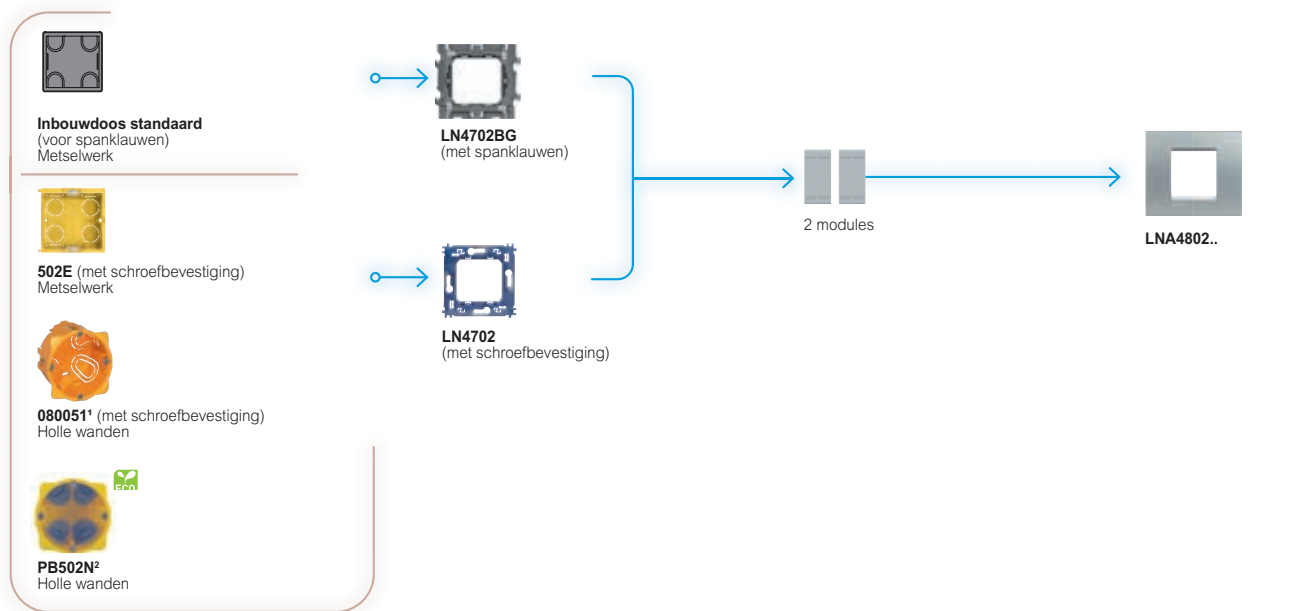 Inbouwdoos standaard
(voor spanklauwen)
Metselwerk
502E (met schroefbevestiging)
Metselwerk
080051¹ (met schroefbevestiging)
Holle wanden
ECO
PB502N²
Holle wanden
LN4702BG
(met spanklauwen)
LN4702
(met schroefbevestiging)
2 modules
LNA4802..